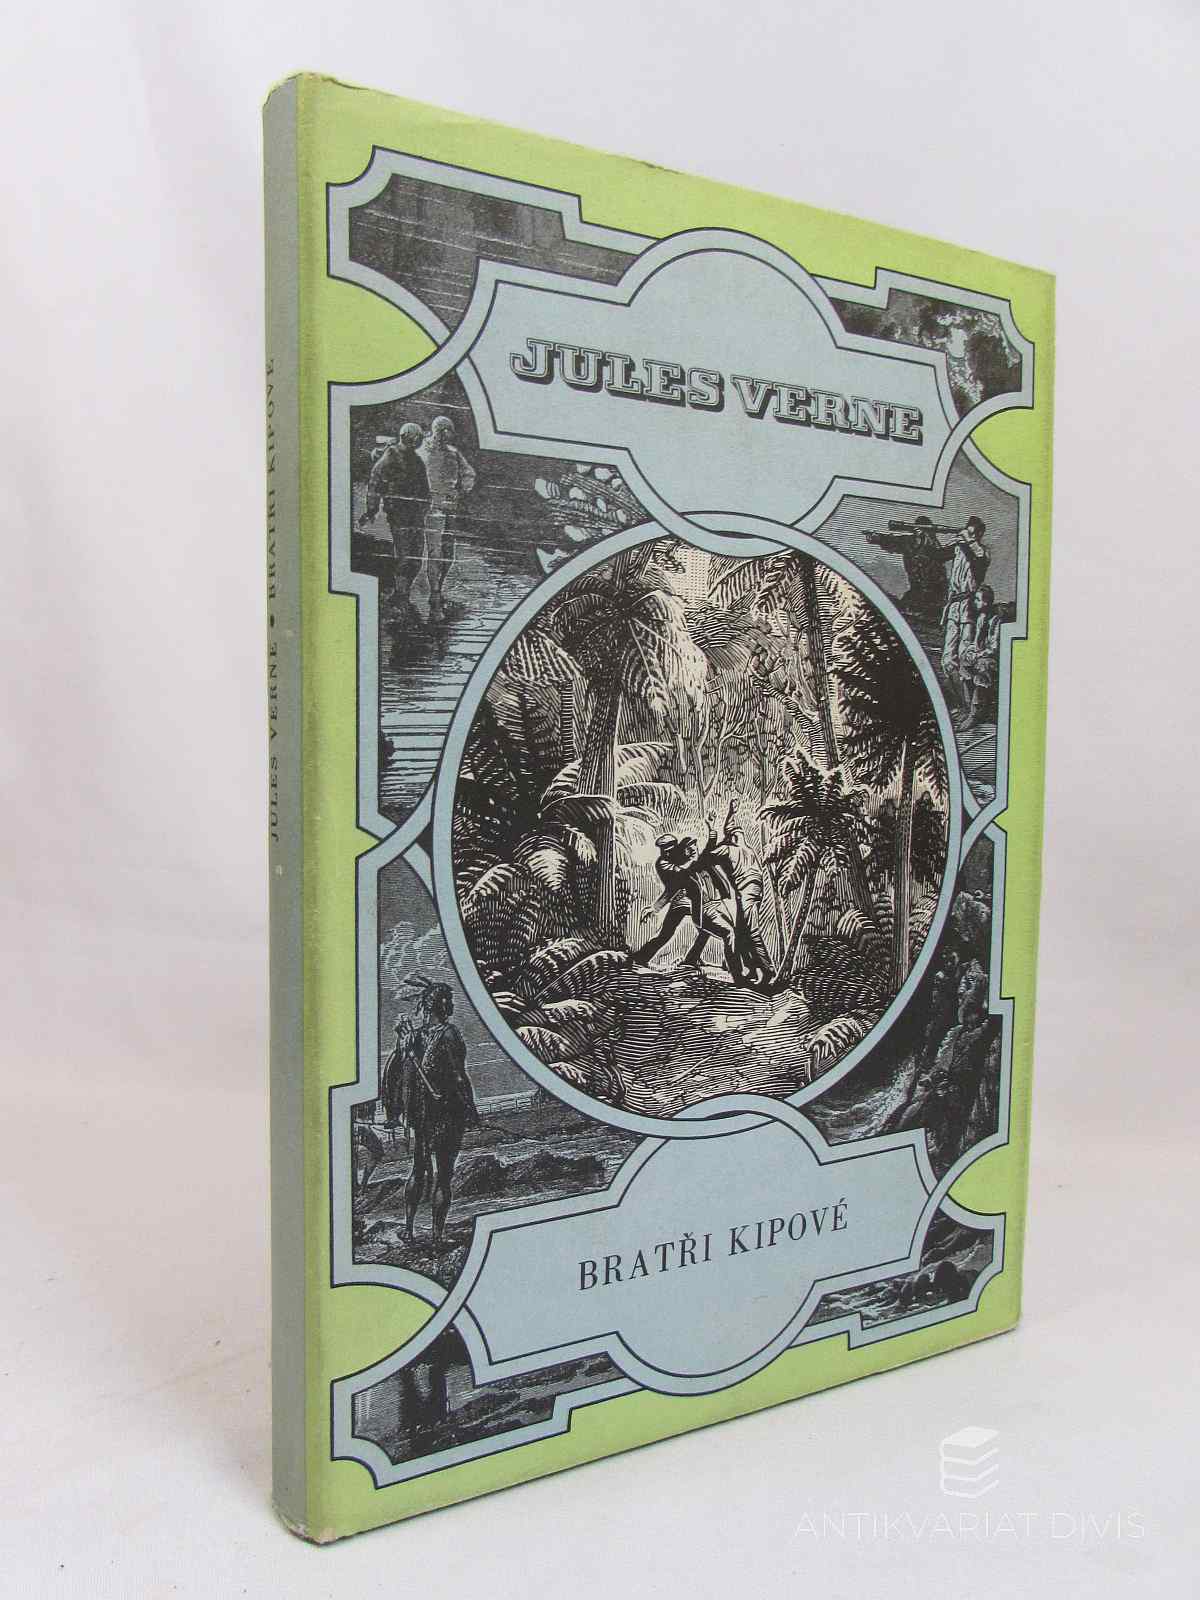 JULES VERNE
BRATŘI KIPOVÉ
JULES VERNE • BRATŘI KIPOVÉ
ANTIKVARIAT DIVIS